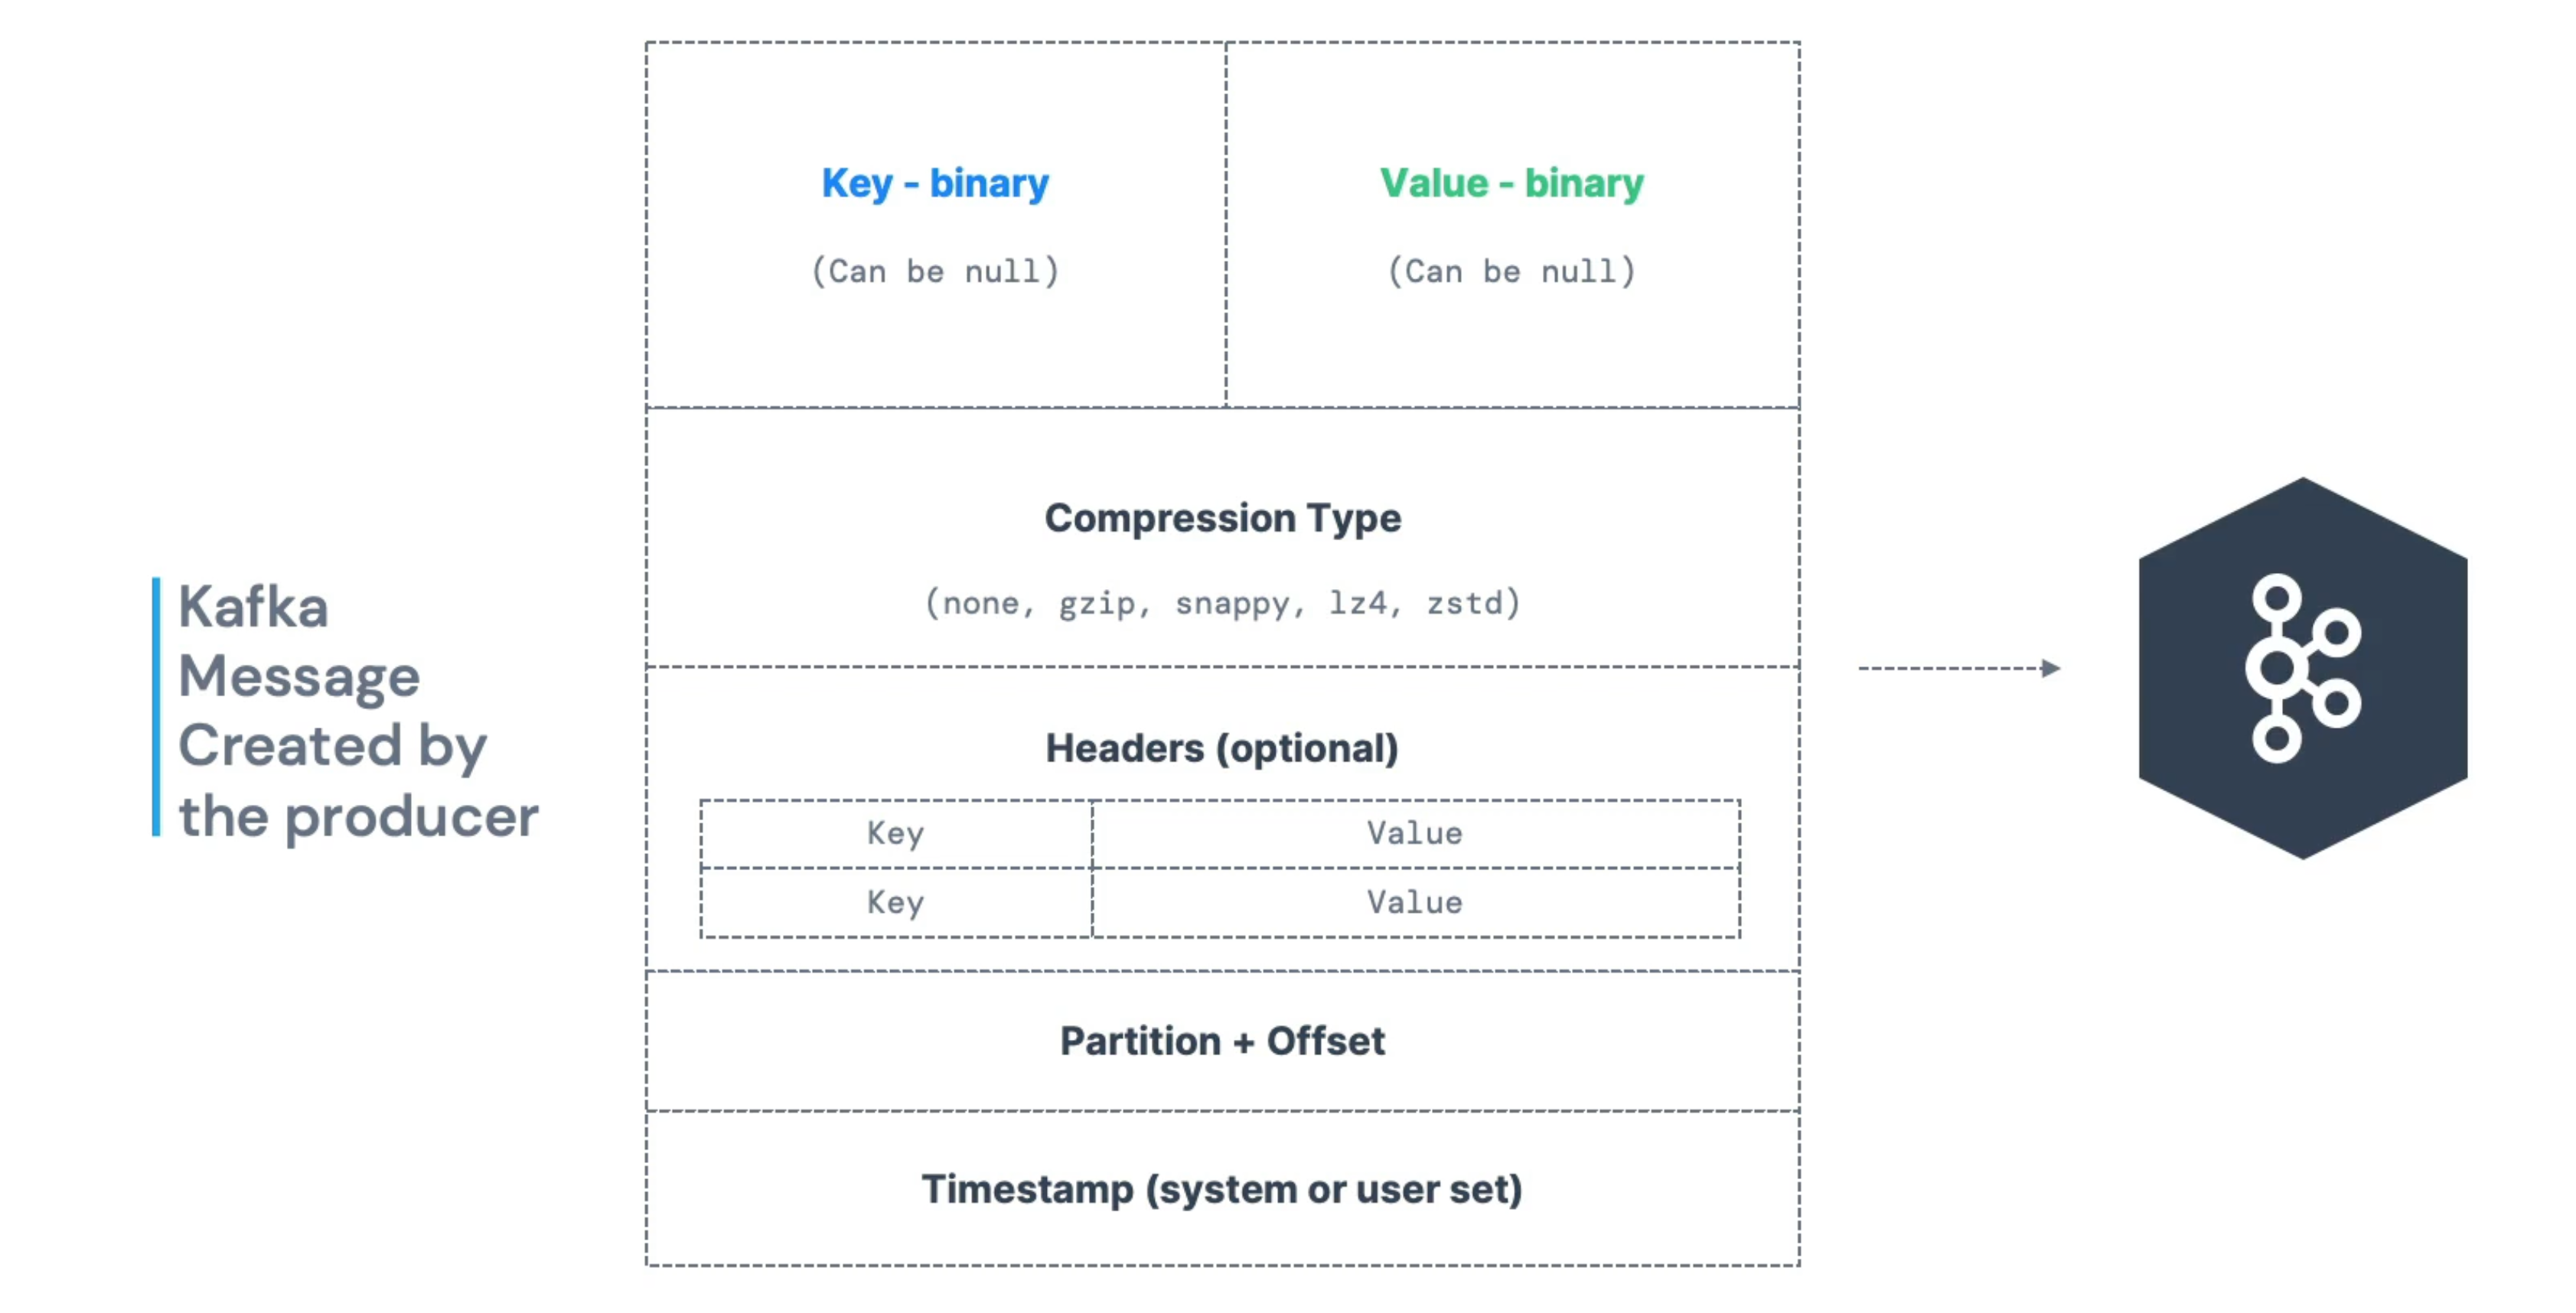 Kafka
Message
Created by
the producer
Key - binary
(Can be null)
Value - binary
(Can be null)
Compression Type
(none, gzip, snappy, lz4, zstd)
Headers (optional)
Key Value
Key Value
Partition + Offset
Timestamp (system or user set)